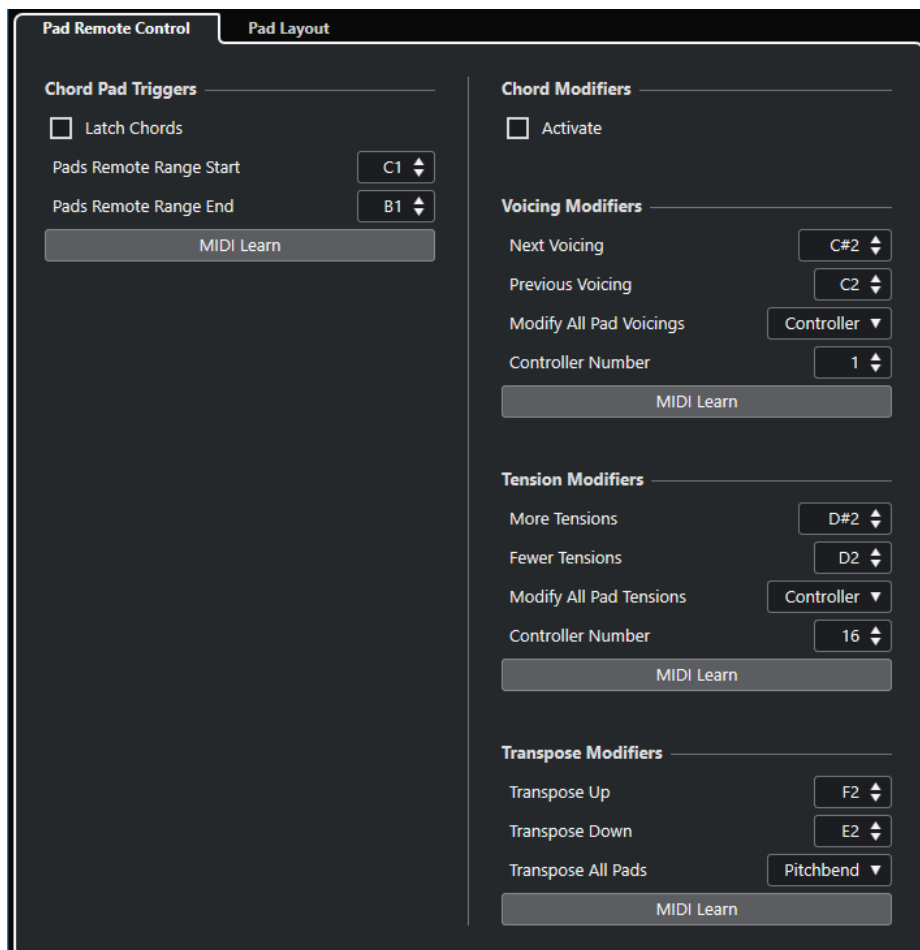 Pad Remote Control
Pad Layout
Chord Pad Triggers
Latch Chords
Pads Remote Range Start C1
Pads Remote Range End B1
MIDI Learn
Chord Modifiers
Activate
Voicing Modifiers
Next Voicing C#2
Previous Voicing C2
Modify All Pad Voicings Controller
Controller Number 1
MIDI Learn
Tension Modifiers
More Tensions D#2
Fewer Tensions D2
Modify All Pad Tensions Controller
Controller Number 16
MIDI Learn
Transpose Modifiers
Transpose Up F2
Transpose Down E2
Transpose All Pads Pitchbend
MIDI Learn